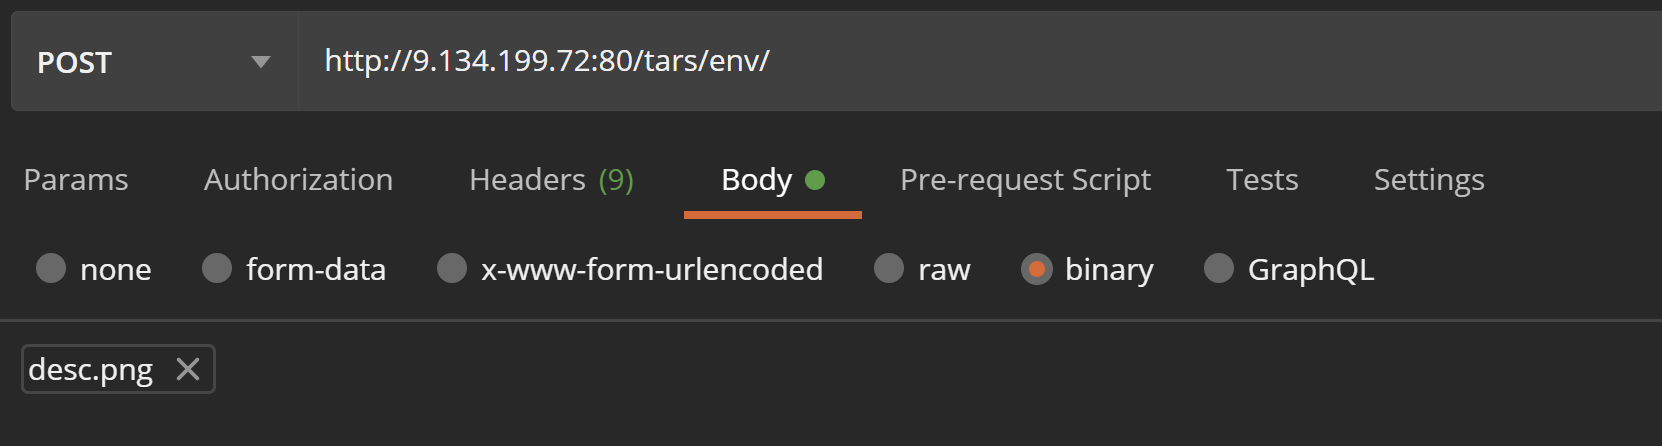 POST http://9.134.199.72:80/tars/env/
Params Authorization Headers (9) Body Pre-request Script Tests Settings
none form-data x-www-form-urlencoded raw binary GraphQL
desc.png